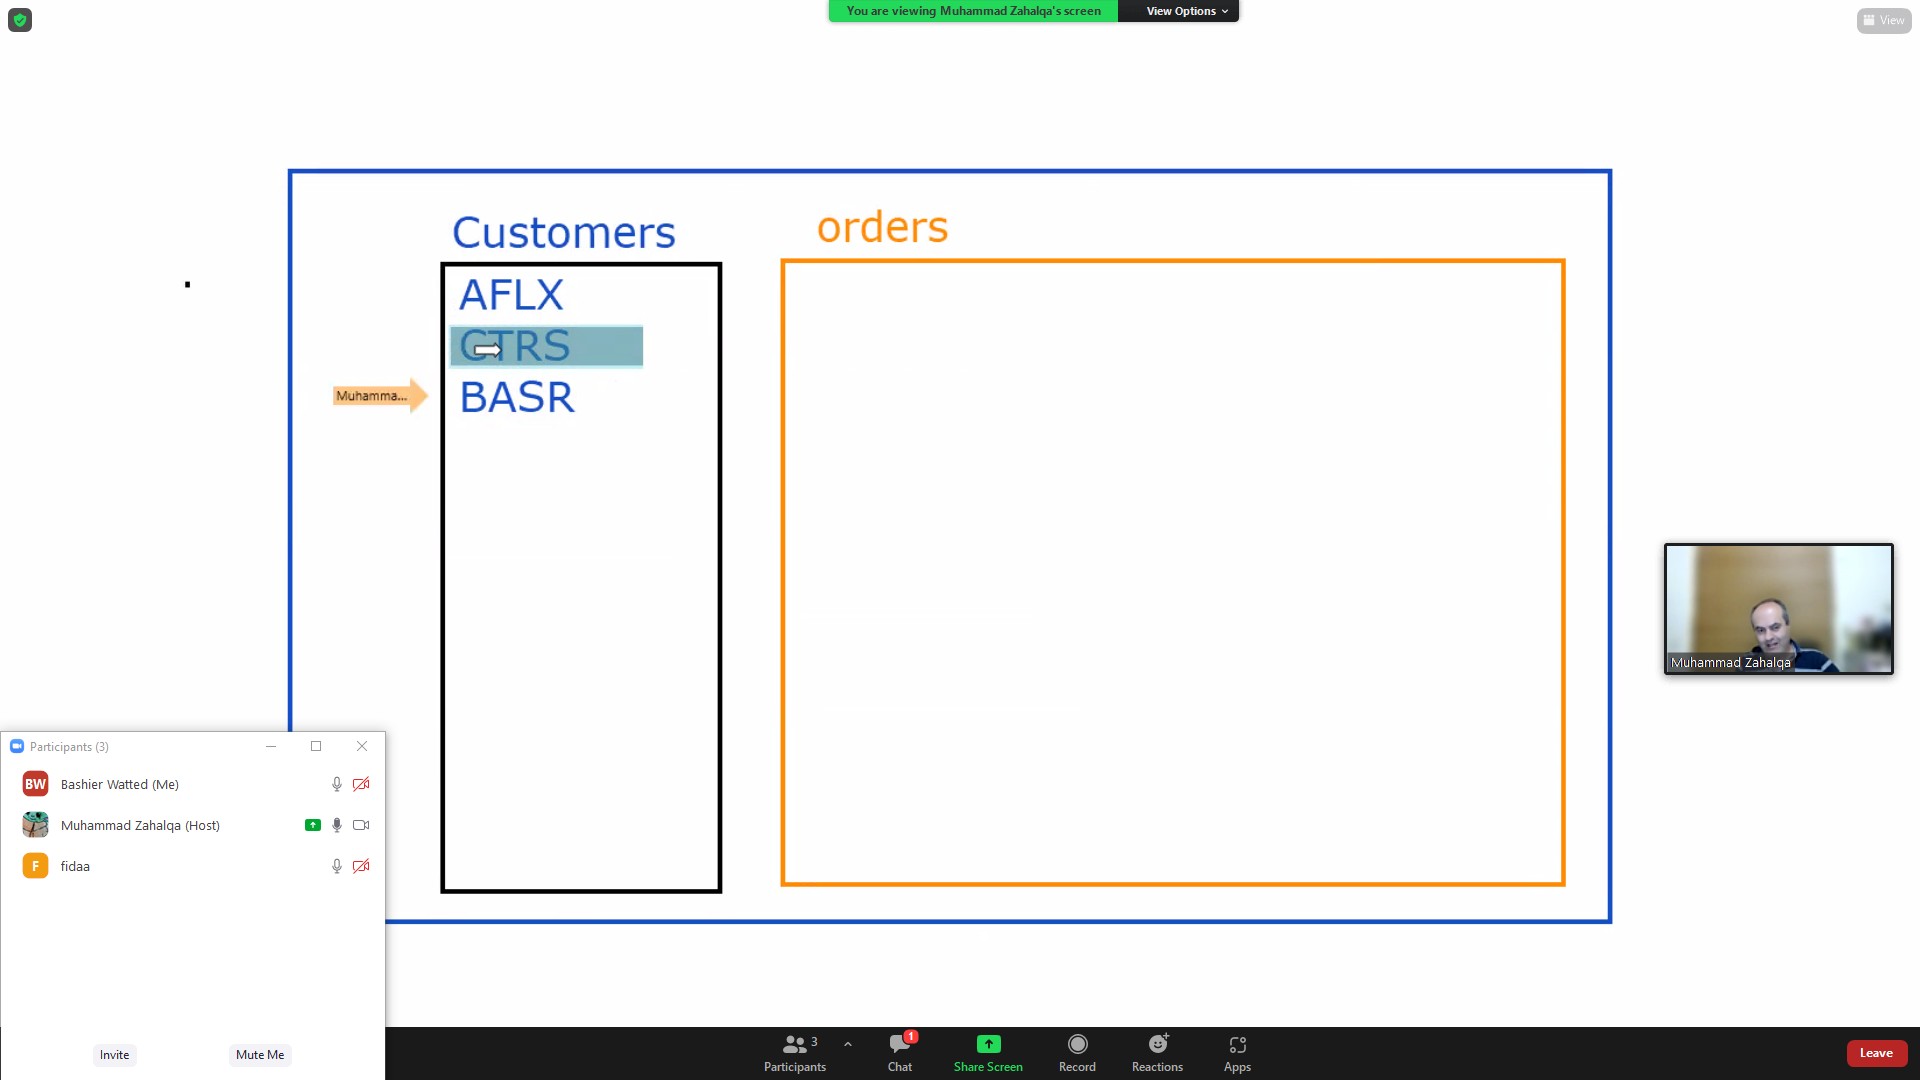 You are viewing Muhammad Zahalqa's screen
View Options
View
Customers
orders
AFLX
CTRS
BASR
Muhamma...
Muhammad Zahalqa
Participants (3)
BW
Bashier Watted (Me)
Muhammad Zahalqa (Host)
F
fidaa
Invite
Mute Me
3
1
Participants
Chat
Share Screen
Record
Reactions
Apps
Leave